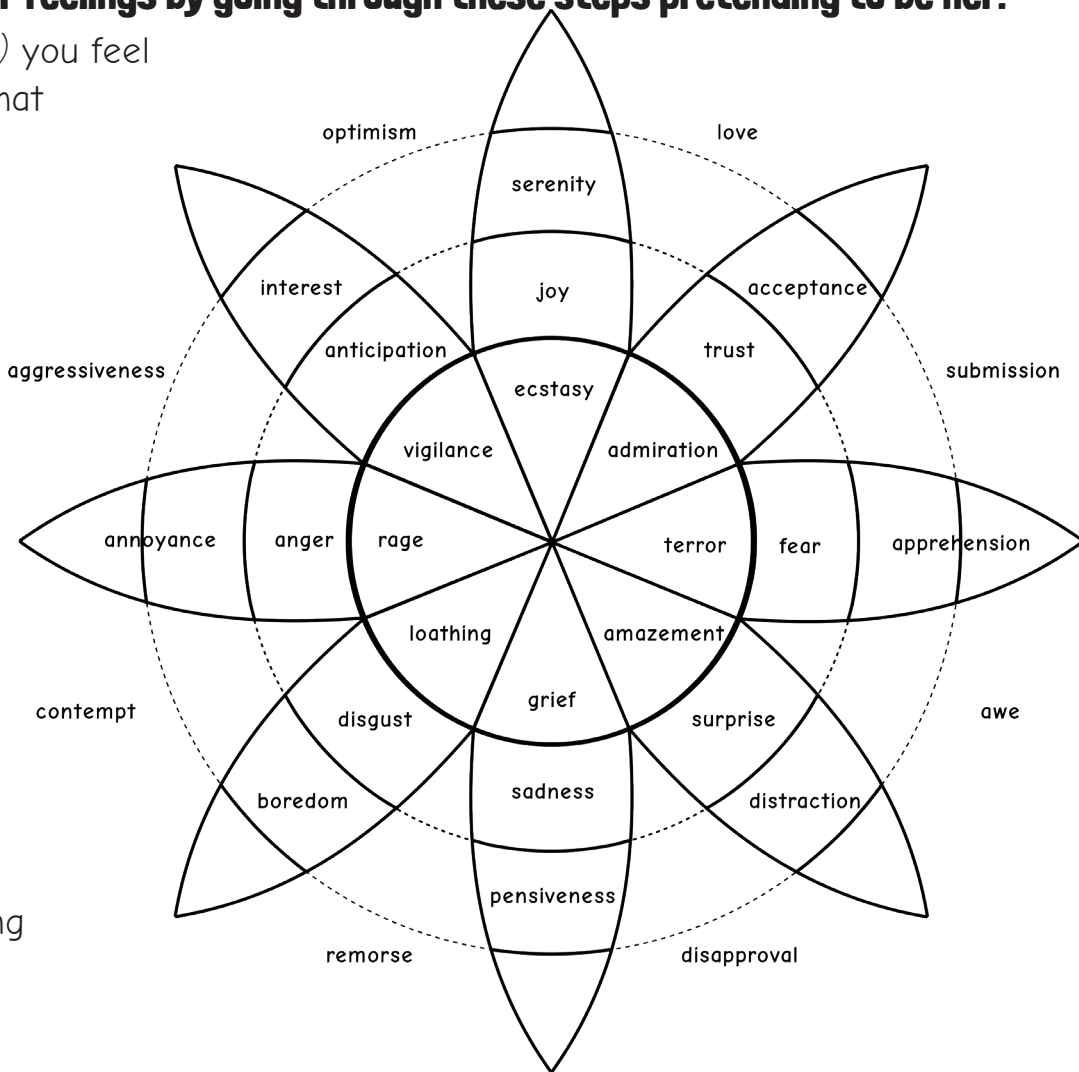 r feelings by going through these steps pretending to be her.
) you feel
hat
optimism
love
serenity
interest
joy
acceptance
anticipation
trust
aggressiveness
submission
ecstasy
vigilance
admiration
annoyance
anger
rage
terror
fear
apprehension
loathing
amazement
grief
contempt
disgust
surprise
awe
sadness
boredom
distraction
pensiveness
ng
remorse
disapproval